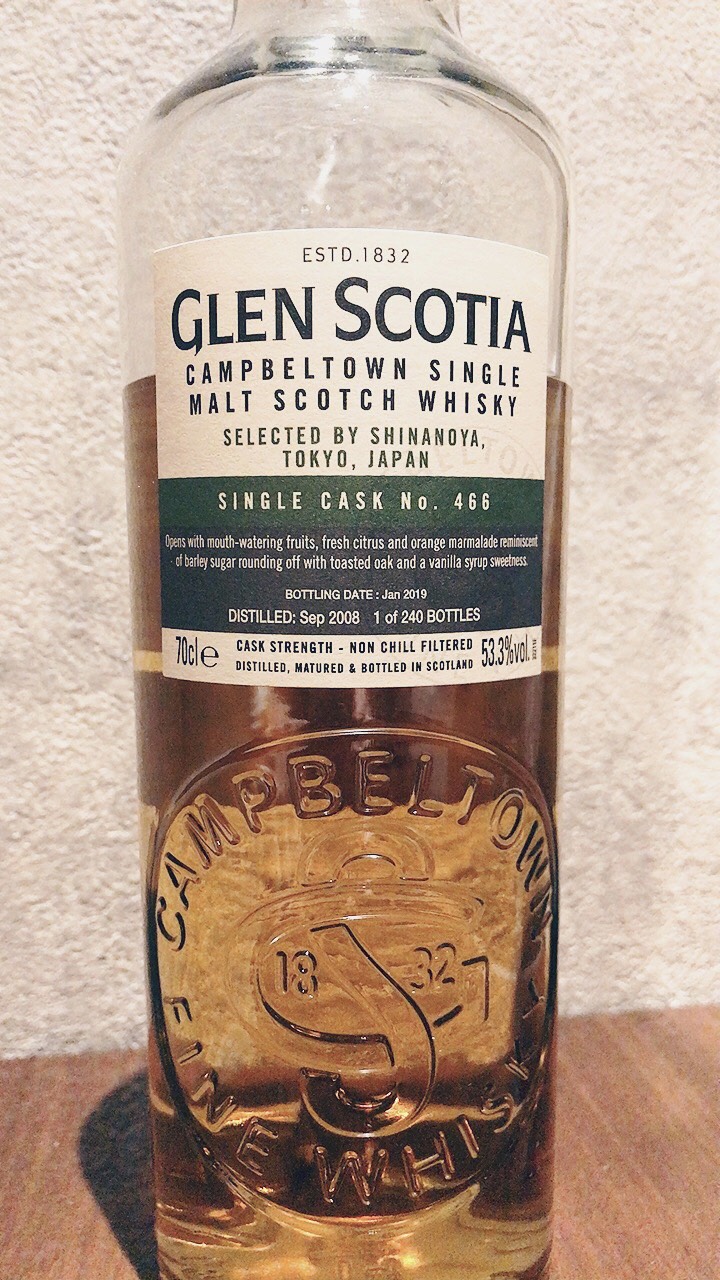 ESTD.1832
GLEN SCOTIA
CAMPBELTOWN SINGLE
MALT SCOTCH WHISKY
SELECTED BY SHINANOYA,
TOKYO, JAPAN
SINGLE CASK No. 466
Opens with mouth-watering fruits, fresh citrus and orange marmalade reminiscent
of barley sugar rounding off with toasted oak and a vanilla syrup sweetness.
BOTTLING DATE : Jan 2019
DISTILLED: Sep 2008 1 of 240 BOTTLES
70cl e CASK STRENGTH - NON CHILL FILTERED 53.3%vol.
DISTILLED, MATURED & BOTTLED IN SCOTLAND
CAMPBELTOWN
18 32
FINE WHISKY